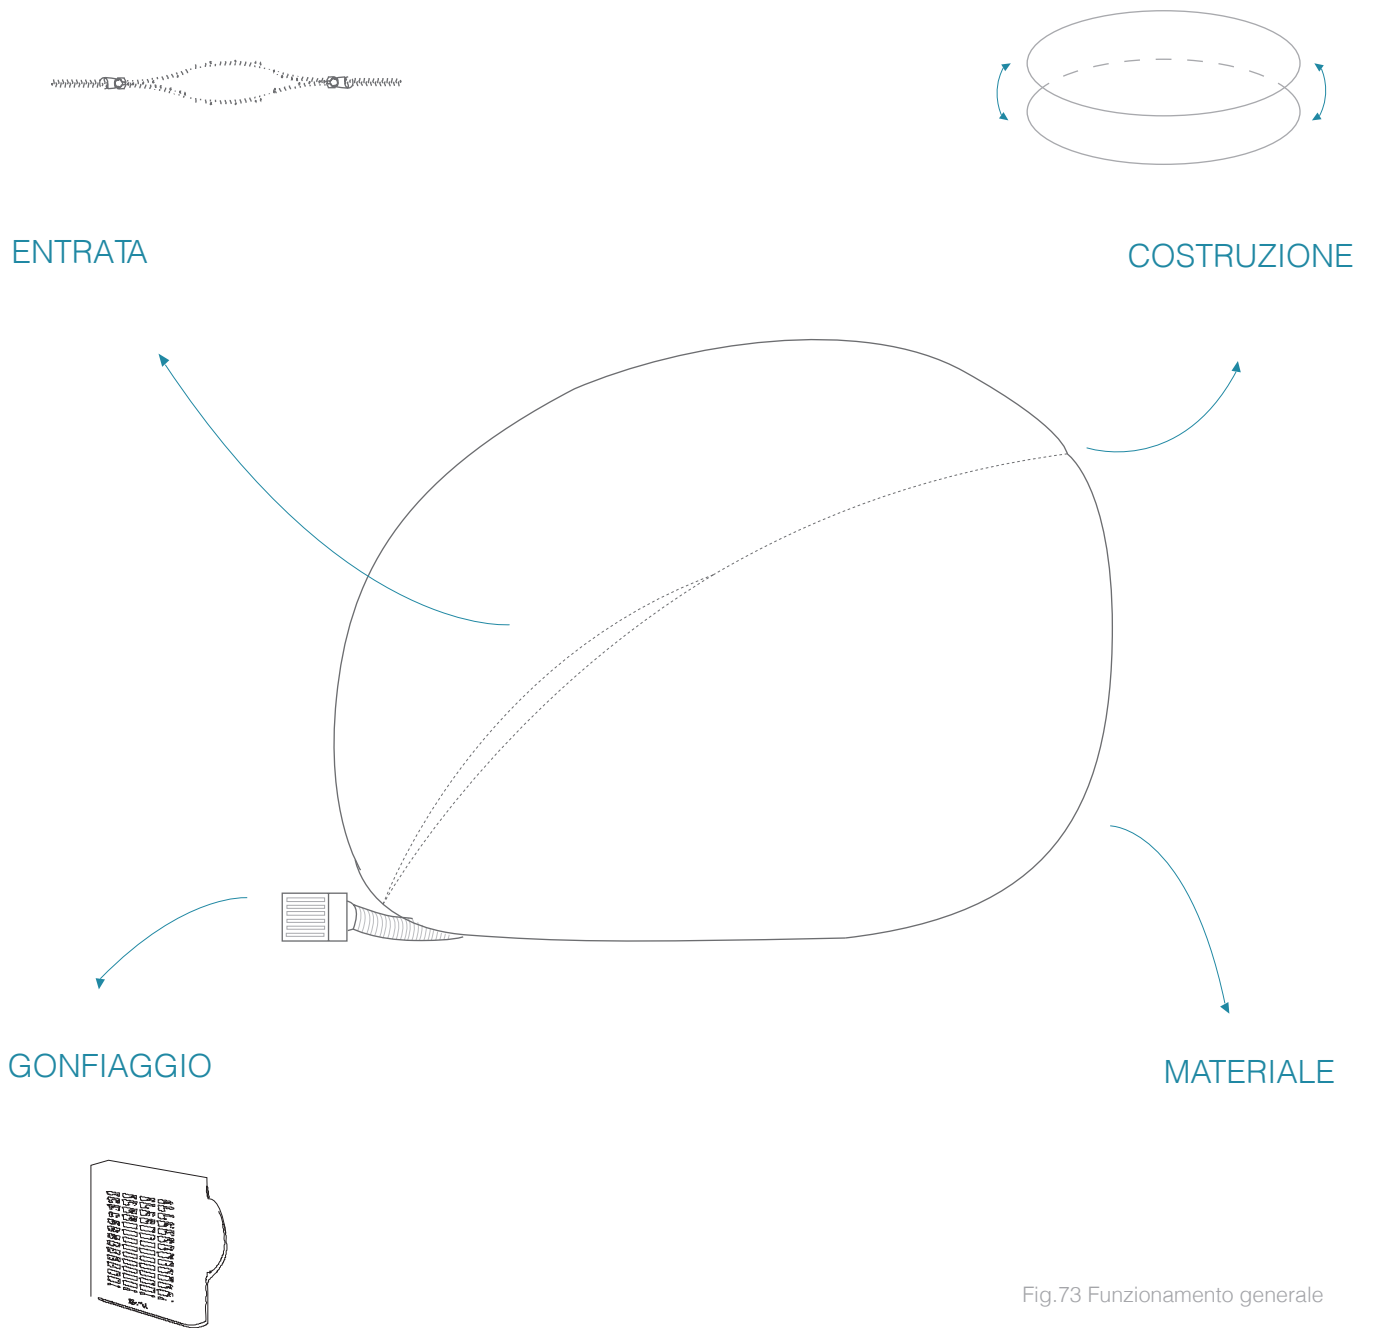 ENTRATA
COSTRUZIONE
GONFIAGGIO
MATERIALE
Fig.73 Funzionamento generale